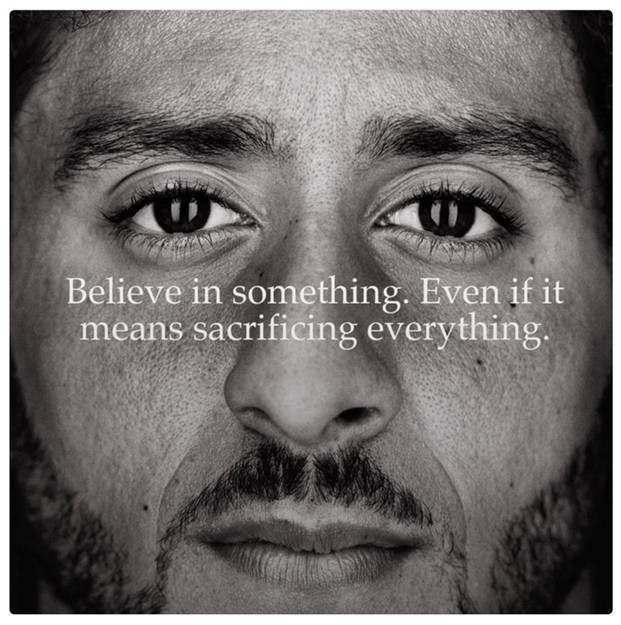 Believe in something. Even if it
means sacrificing everything.